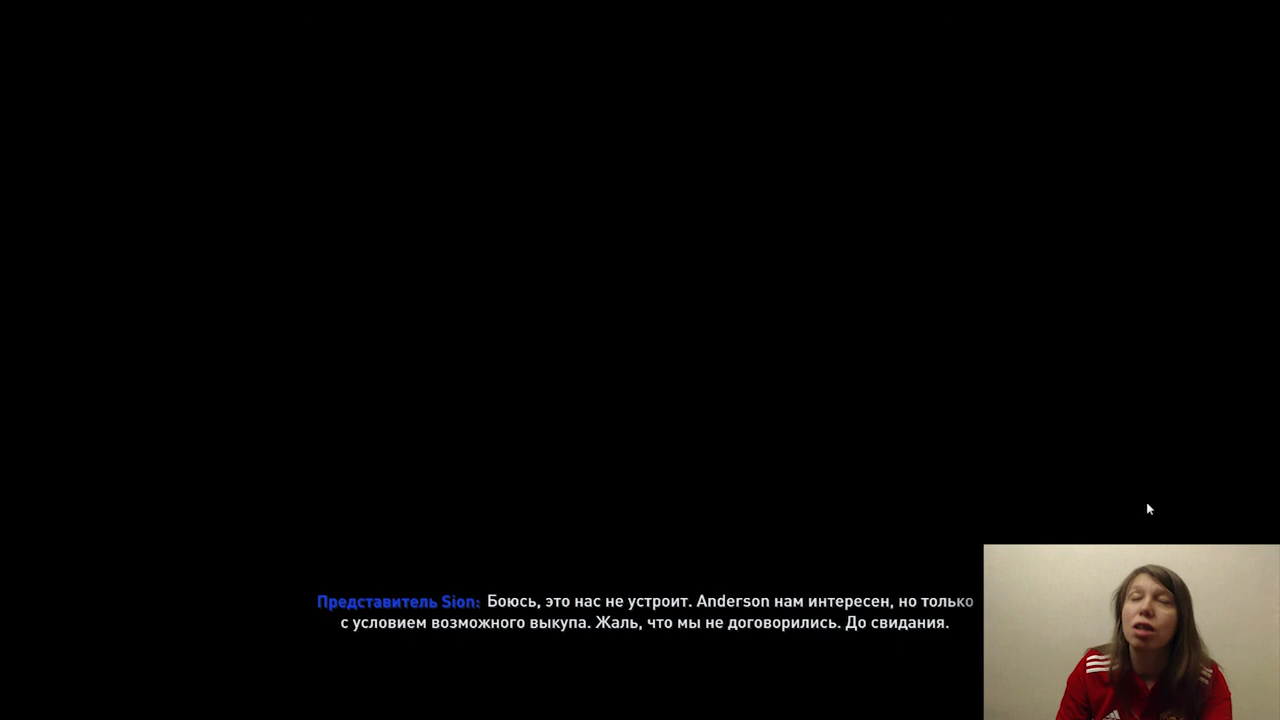 Представитель Sion: Боюсь, это нас не устроит. Anderson нам интересен, но только
с условием возможного выкупа. Жаль, что мы не договорились. До свидания.